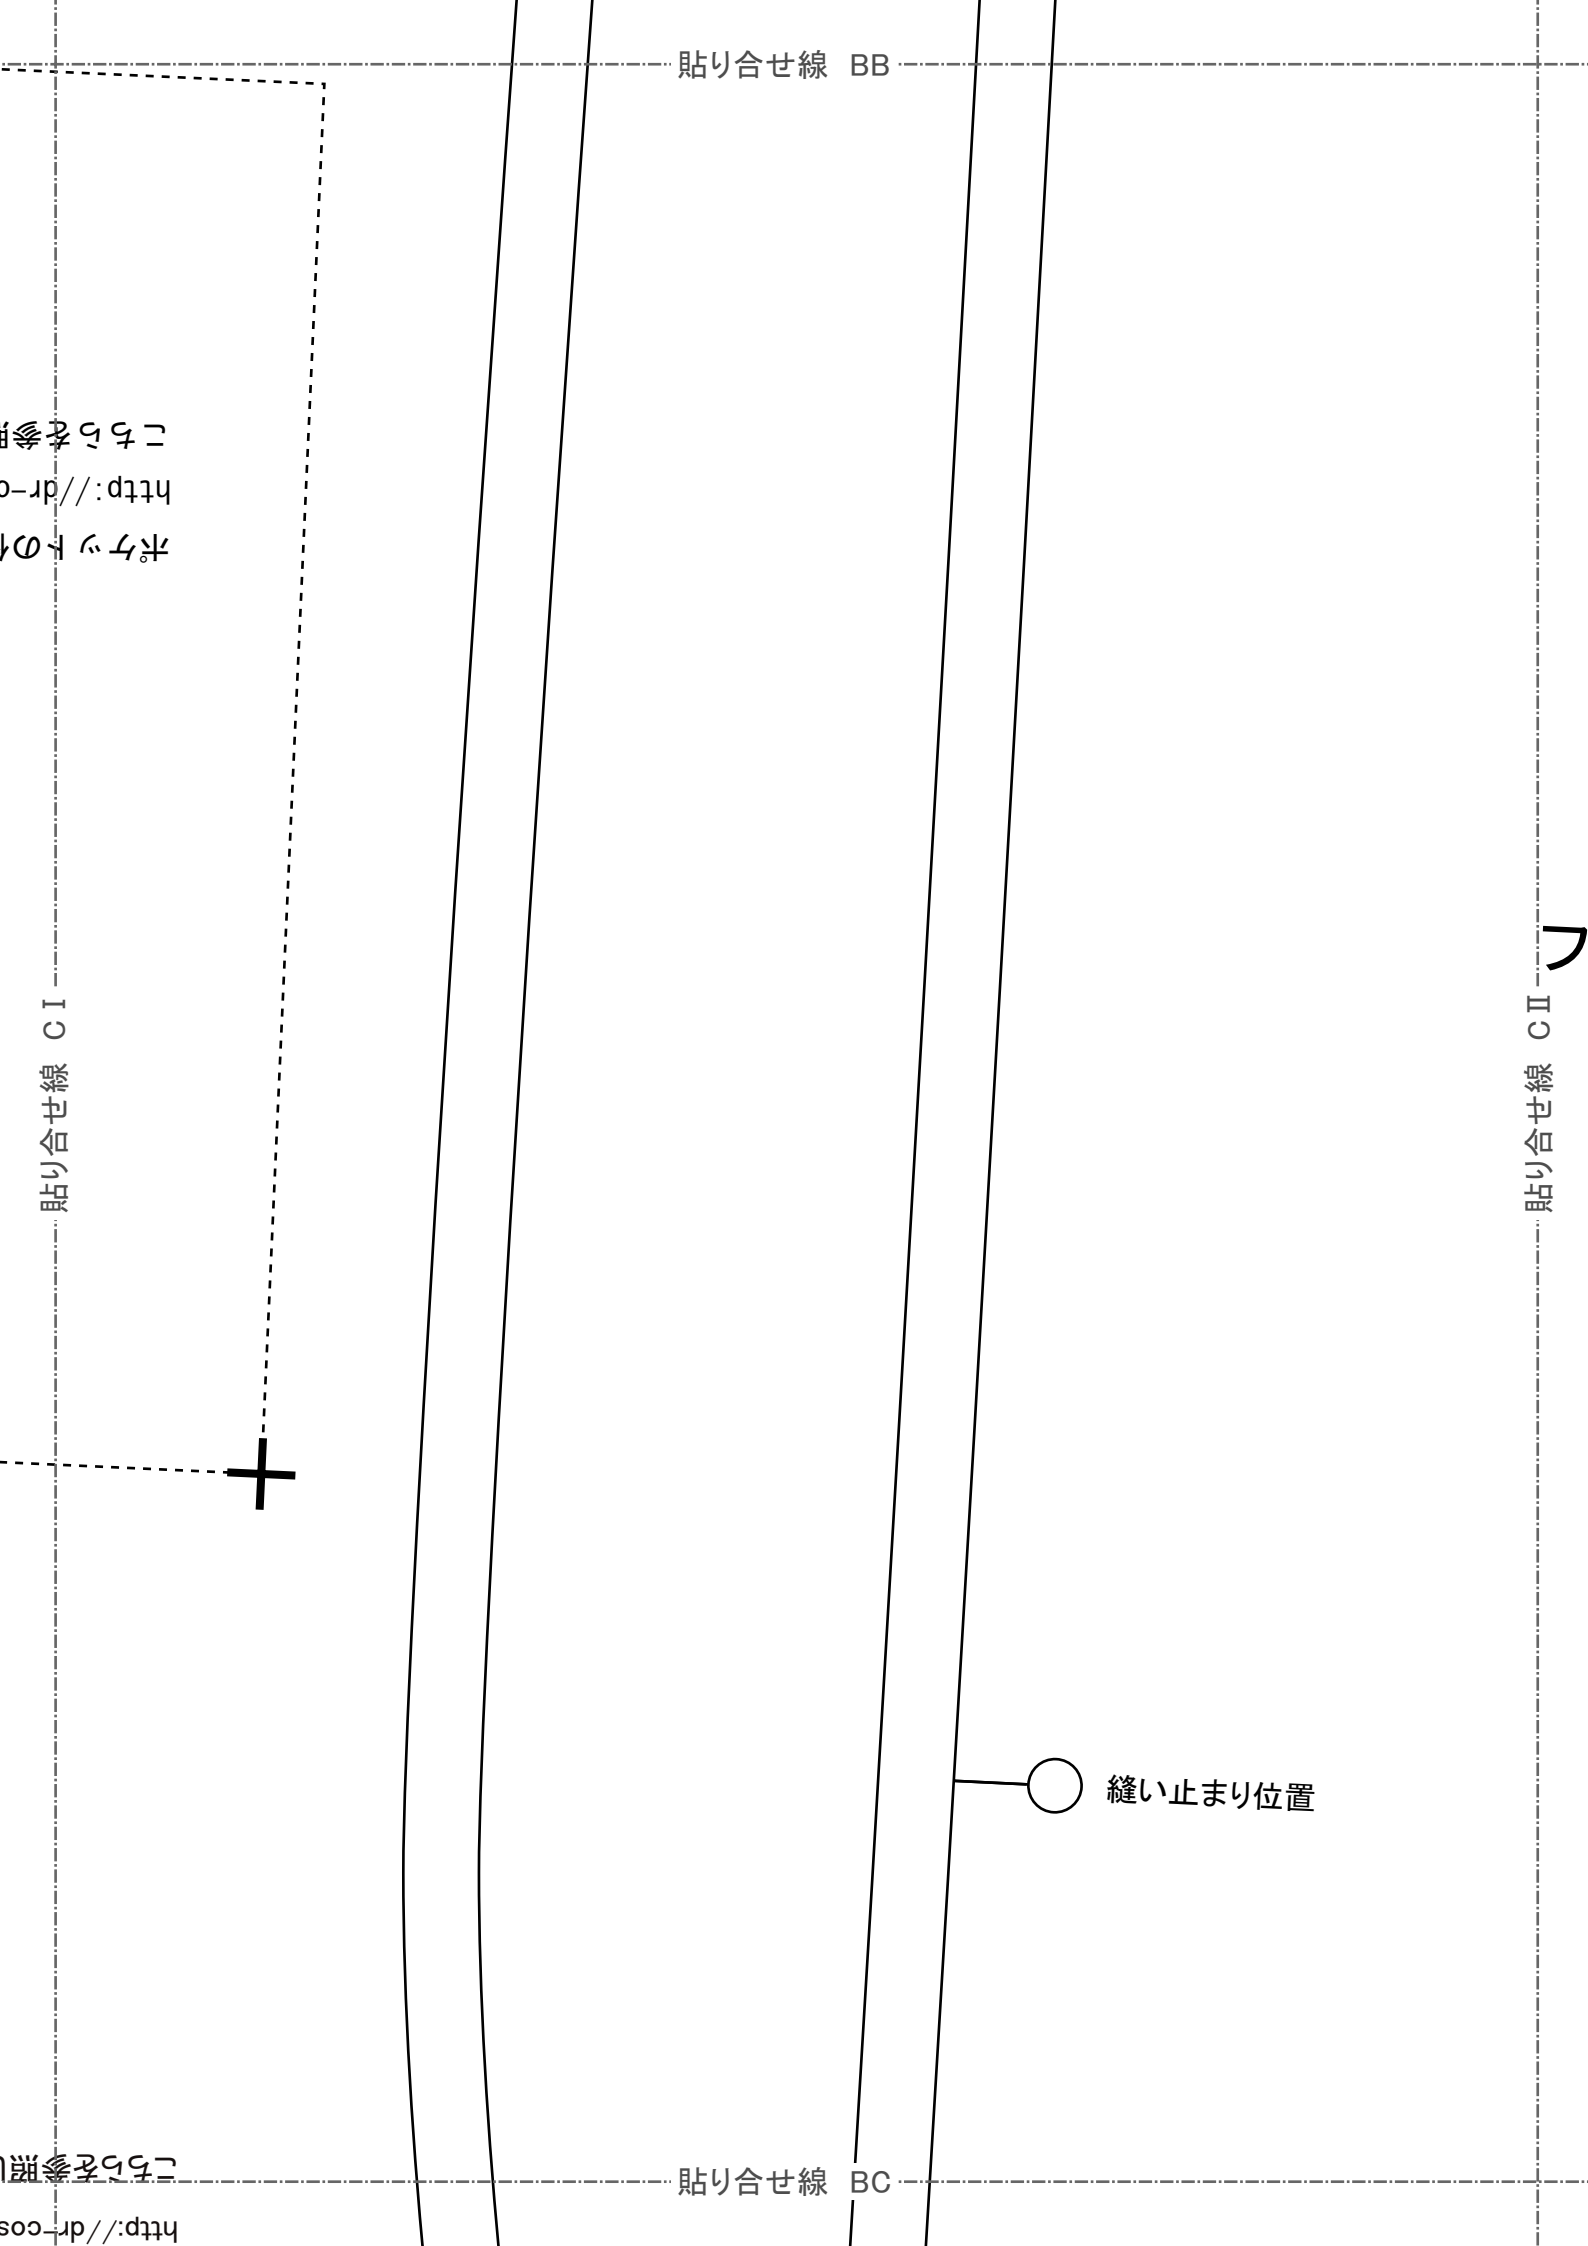 貼り合せ線 BB
ポケットの
http://dr-
こちらを参照
フ
貼り合せ線 CⅠ
貼り合せ線 CⅡ
縫い止まり位置
貼り合せ線 BC
http://dr-cos
こちらを参照